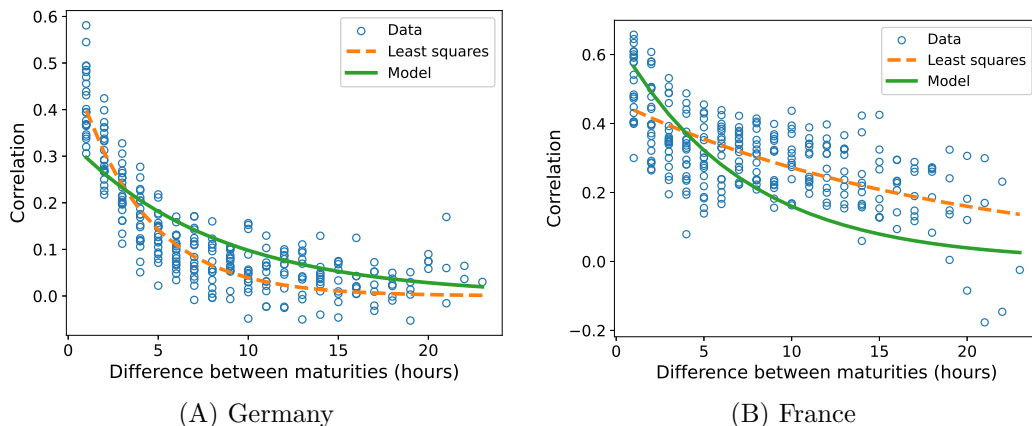 0.6
0.5
0.4
0.3
0.2
0.1
0.0
Correlation
Data
Least squares
Model
0 5 10 15 20
Difference between maturities (hours)
(A) Germany
0.6
0.4
0.2
0.0
−0.2
Correlation
Data
Least squares
Model
0 5 10 15 20
Difference between maturities (hours)
(B) France